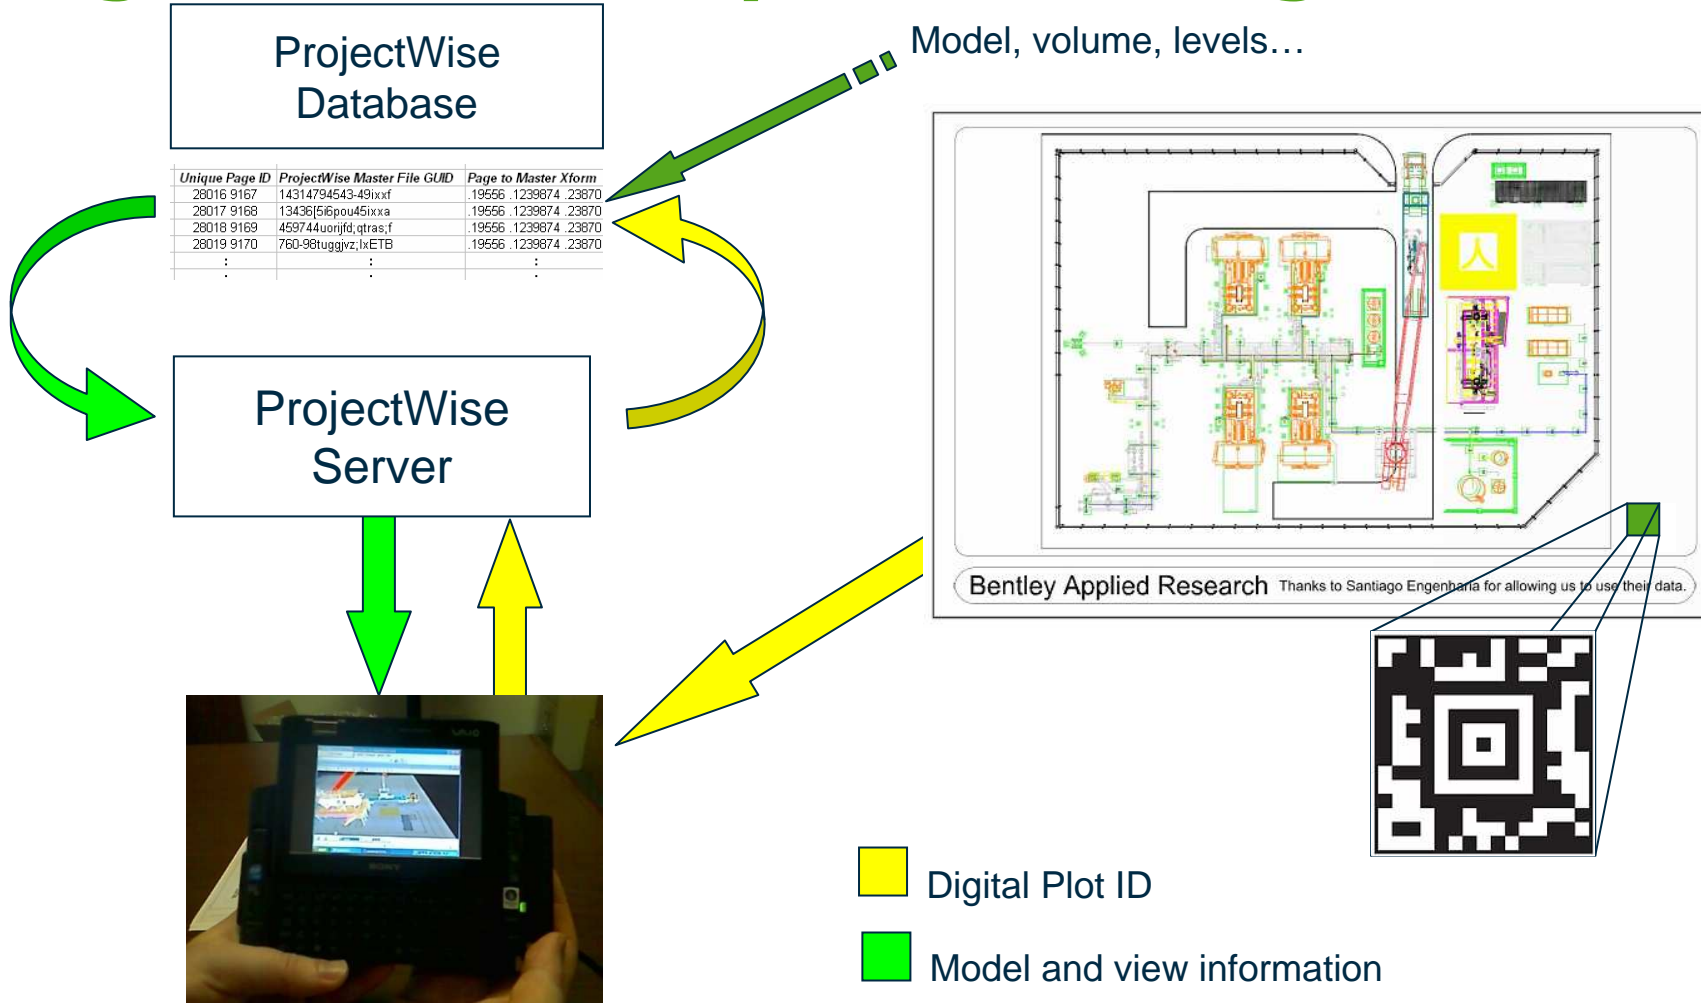 ProjectWise
Database
Model, volume, levels…
Unique Page ID ProjectWise Master File GUID Page to Master Xform
28016 9167 14314794543-49ixxf .19556 .1239874 .23870
28017 9168 13436[5i6pou45ixxa .19556 .1239874 .23870
28018 9169 459744uorijfd;qtras;f .19556 .1239874 .23870
28019 9170 760-98tuggjvz;lxETB .19556 .1239874 .23870
: : :
. . .
ProjectWise
Server
Bentley Applied Research Thanks to Santiago Engenharia for allowing us to use their data.
VAIO
SONY
Digital Plot ID
Model and view information